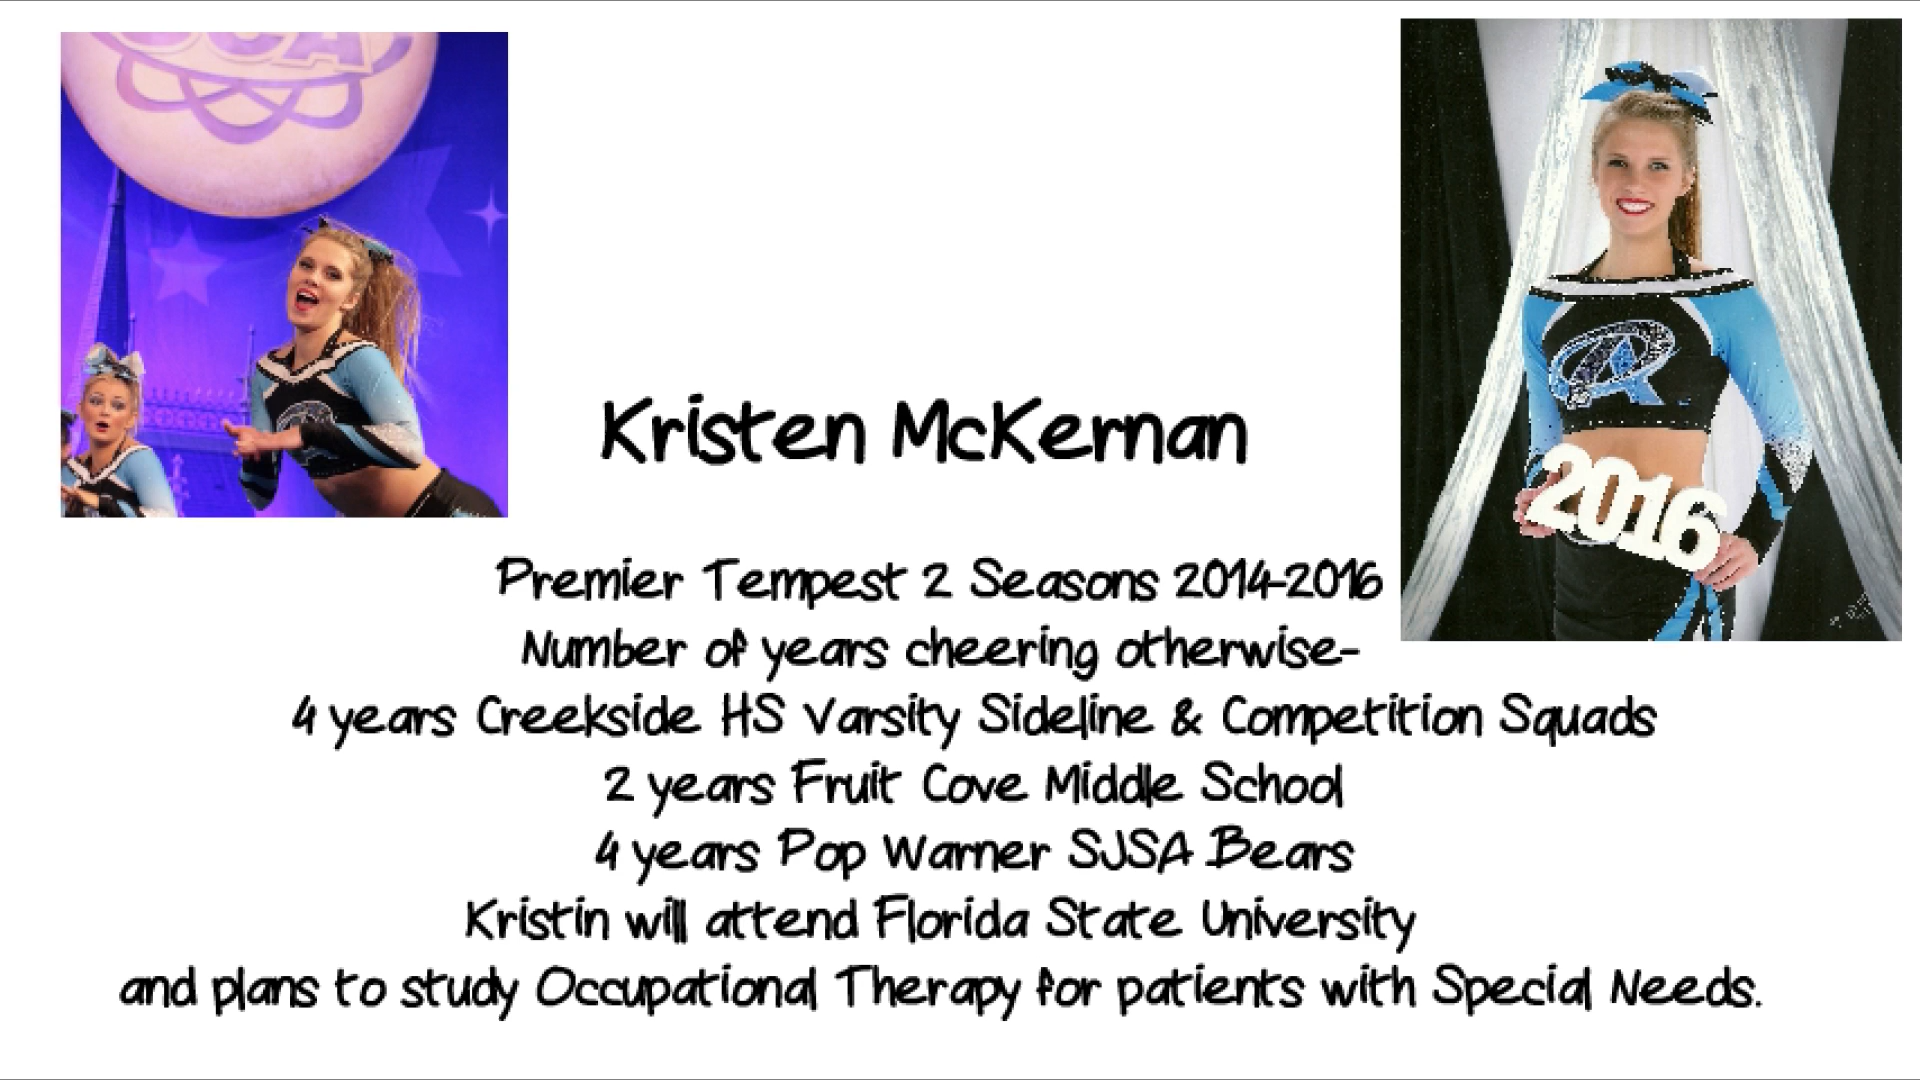 UCA
Kristen McKernan
2016
Premier Tempest 2 Seasons 2014-2016
Number of years cheering otherwise-
4 years Creekside HS Varsity Sideline & Competition Squads
2 years Fruit Cove Middle School
4 years Pop Warner SJSA Bears
Kristin will attend Florida State University
and plans to study Occupational Therapy for patients with Special Needs.